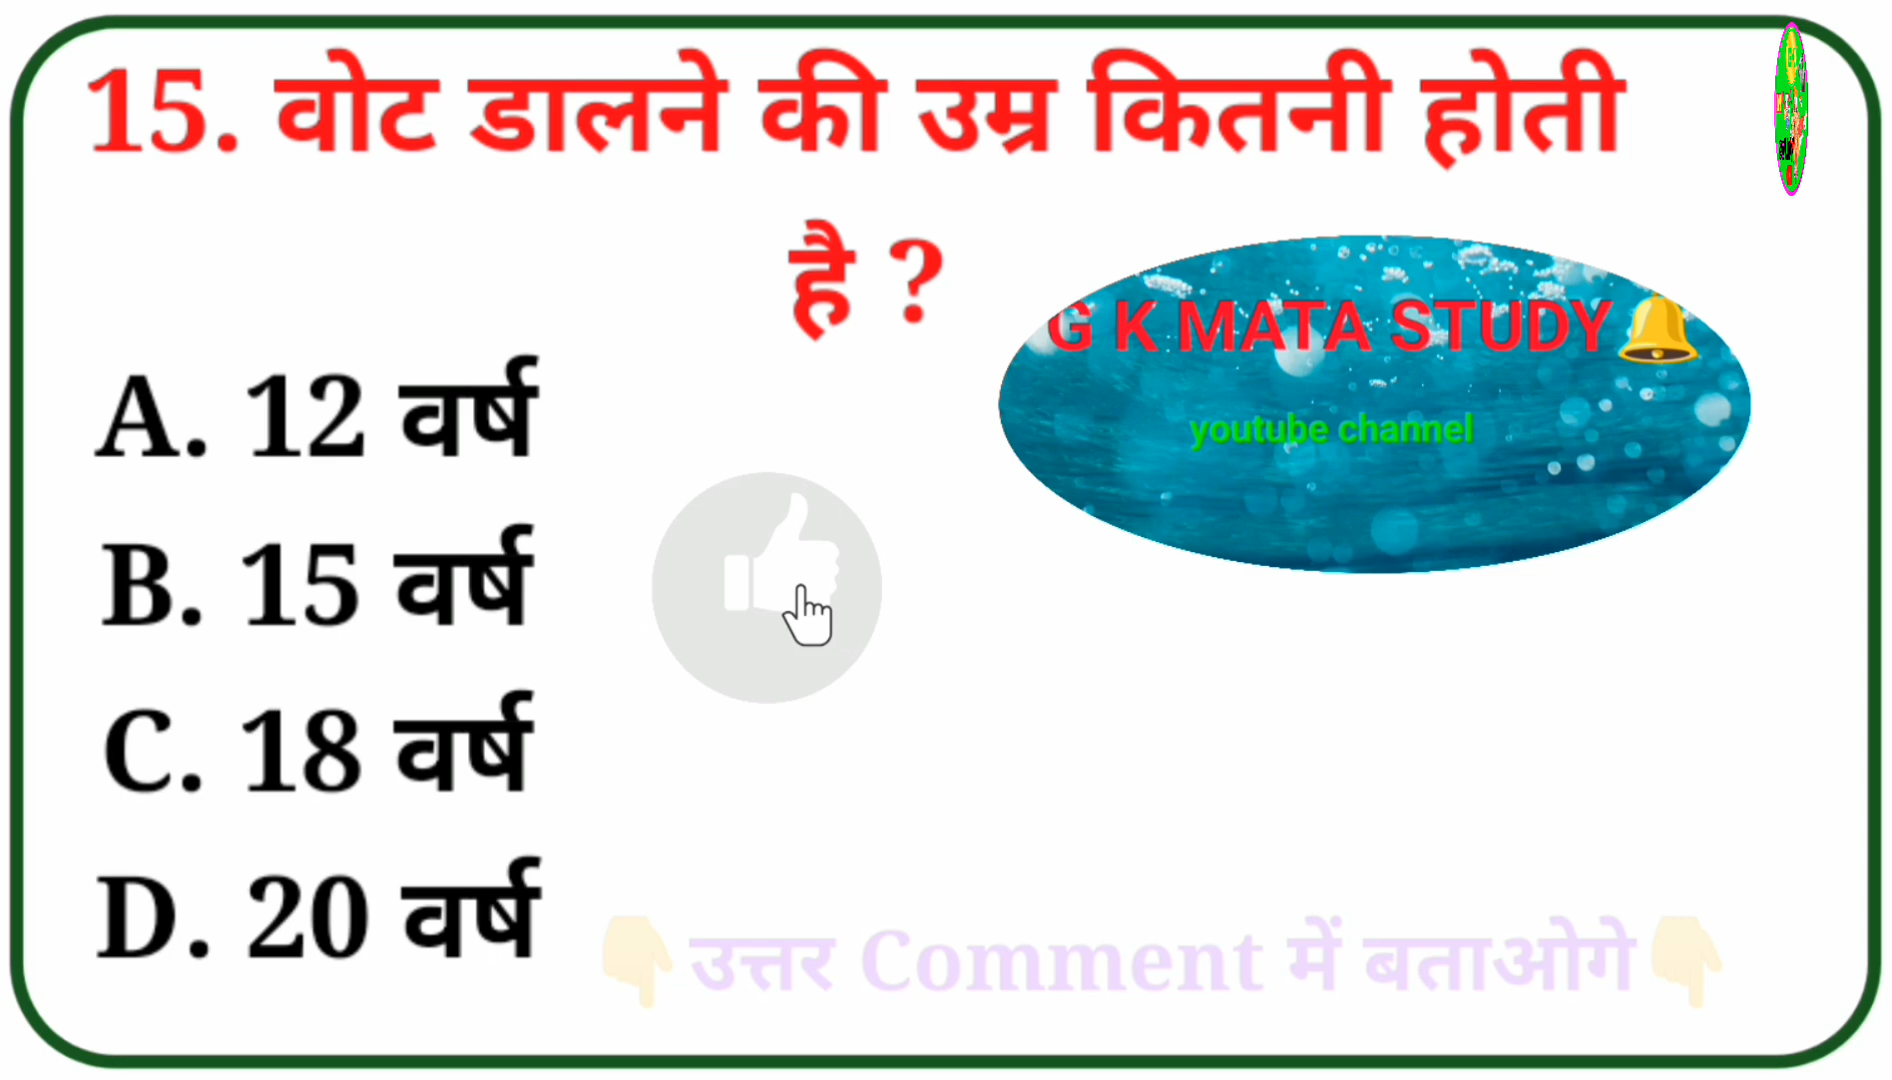 15. वोट डालने की उम्र कितनी होती
है ?
G K MATA STUDY🔔
youtube channel
A. 12 वर्ष
B. 15 वर्ष
C. 18 वर्ष
D. 20 वर्ष
👇उत्तर Comment में बताओगे👇